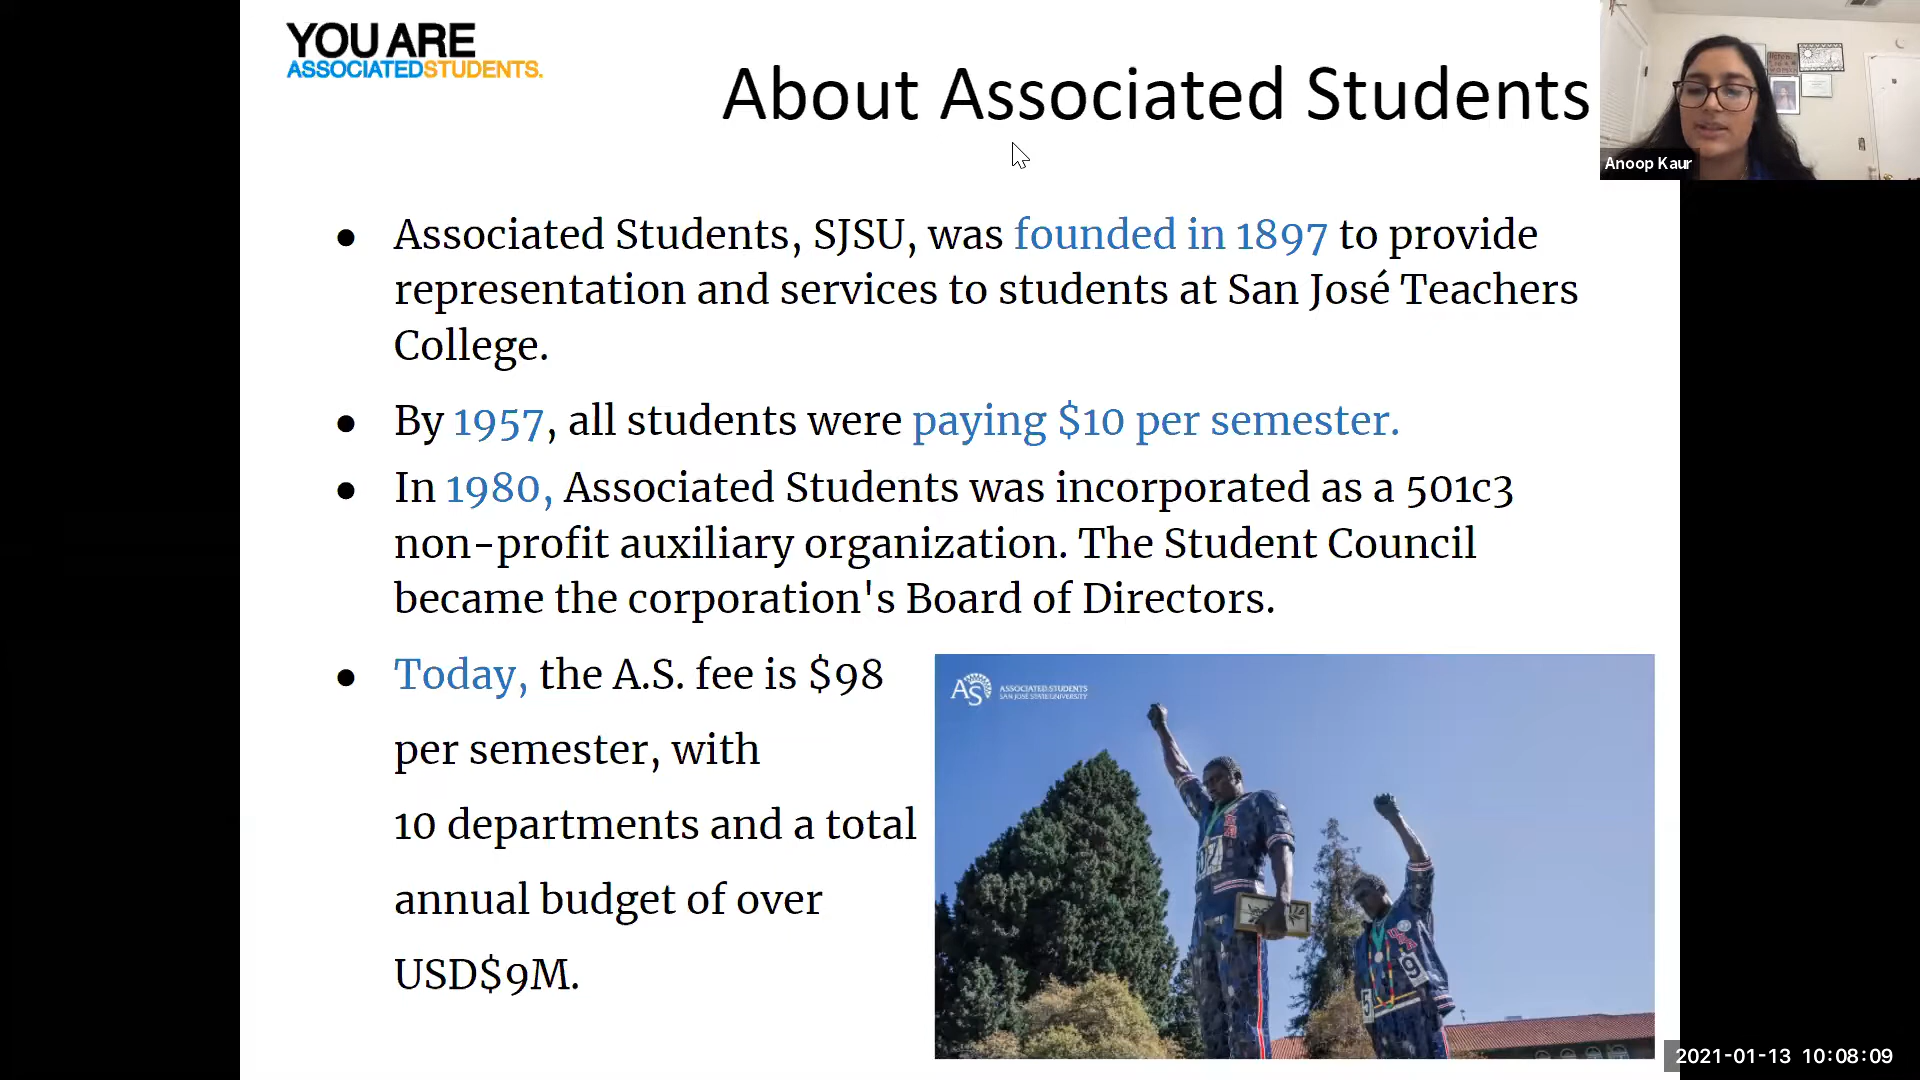 YOU ARE
ASSOCIATEDSTUDENTS.
About Associated Students
Anoop Kaur
● Associated Students, SJSU, was founded in 1897 to provide
representation and services to students at San José Teachers
College.
● By 1957, all students were paying $10 per semester.
● In 1980, Associated Students was incorporated as a 501c3
non-profit auxiliary organization. The Student Council
became the corporation's Board of Directors.
● Today, the A.S. fee is $98
per semester, with
10 departments and a total
annual budget of over
USD$9M.
AS ASSOCIATED STUDENTS
SAN JOSÉ STATE UNIVERSITY
2021-01-13 10:08:09